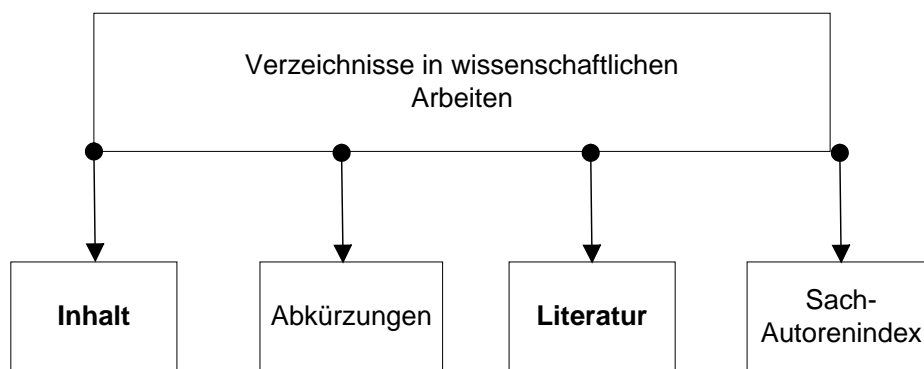 Verzeichnisse in wissenschaftlichen
Arbeiten
Inhalt
Abkürzungen
Literatur
Sach-
Autorenindex